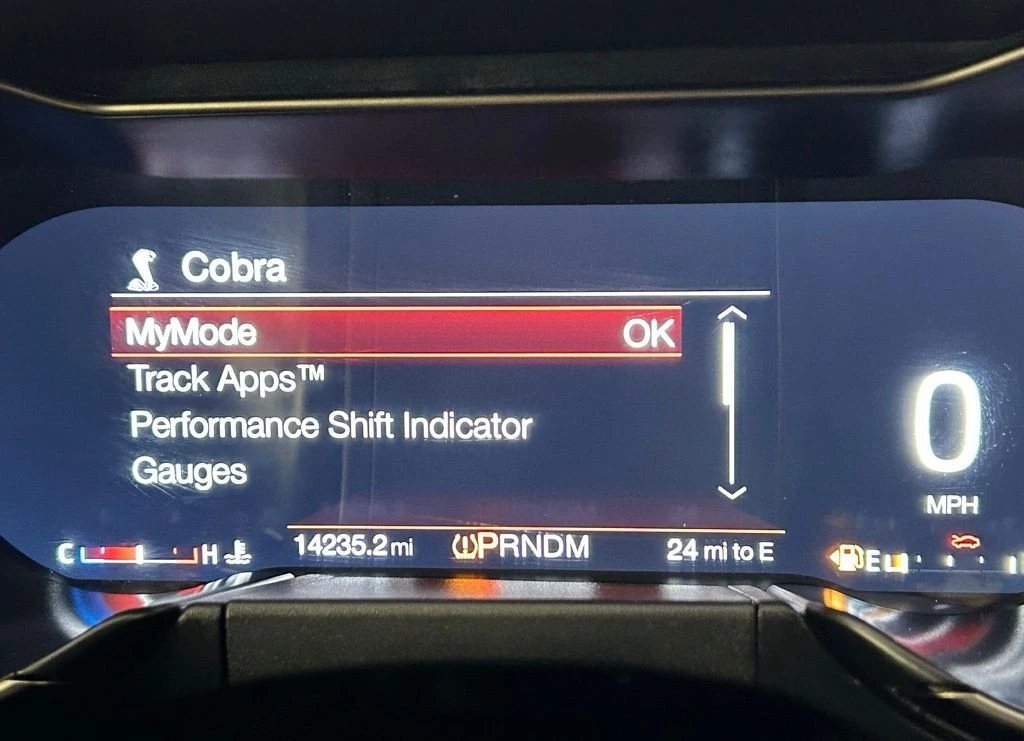 Cobra
MyMode OK
Track Apps™
Performance Shift Indicator
Gauges
0
MPH
C H
14235.2 mi PRNDM 24 mi to E
E